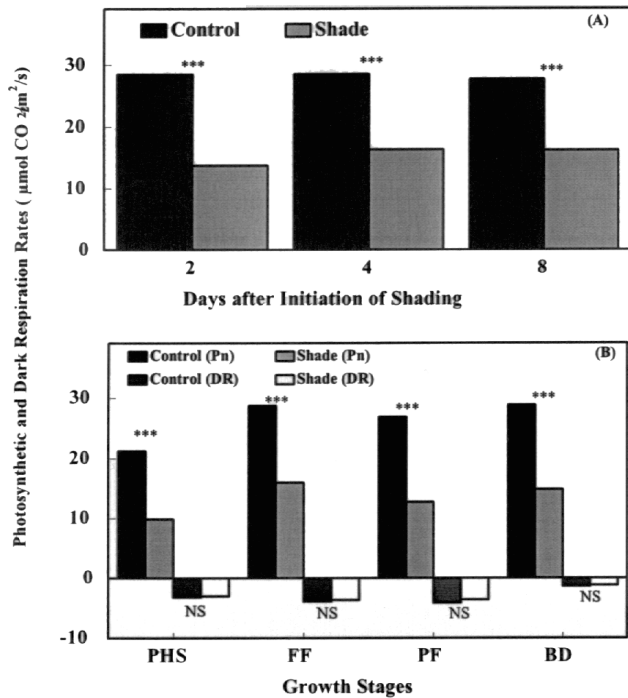 Photosynthetic and Dark Respiration Rates ( µmol CO 2/m²/s)
(A)
Control Shade
30
20
10
0
*** *** ***
2 4 8
Days after Initiation of Shading
(B)
Control (Pn) Shade (Pn)
Control (DR) Shade (DR)
30
20
10
0
-10
*** *** *** ***
NS NS NS NS
PHS FF PF BD
Growth Stages